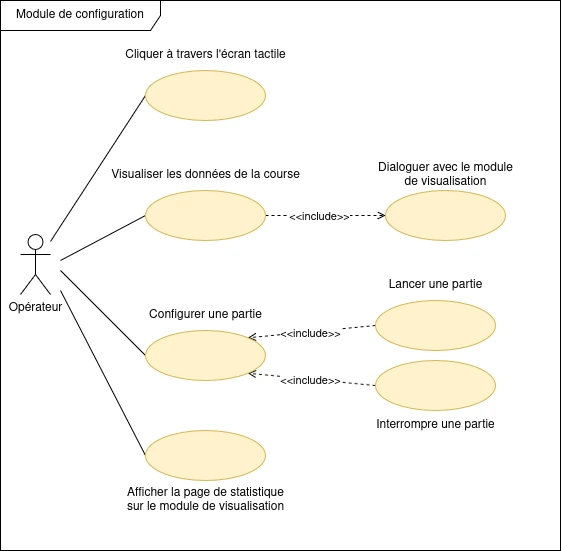 Module de configuration
Cliquer à travers l'écran tactile
Visualiser les données de la course
Dialoguer avec le module
de visualisation
<<include>>
Opérateur
Lancer une partie
Configurer une partie
<<include>>
<<include>>
Interrompre une partie
Afficher la page de statistique
sur le module de visualisation